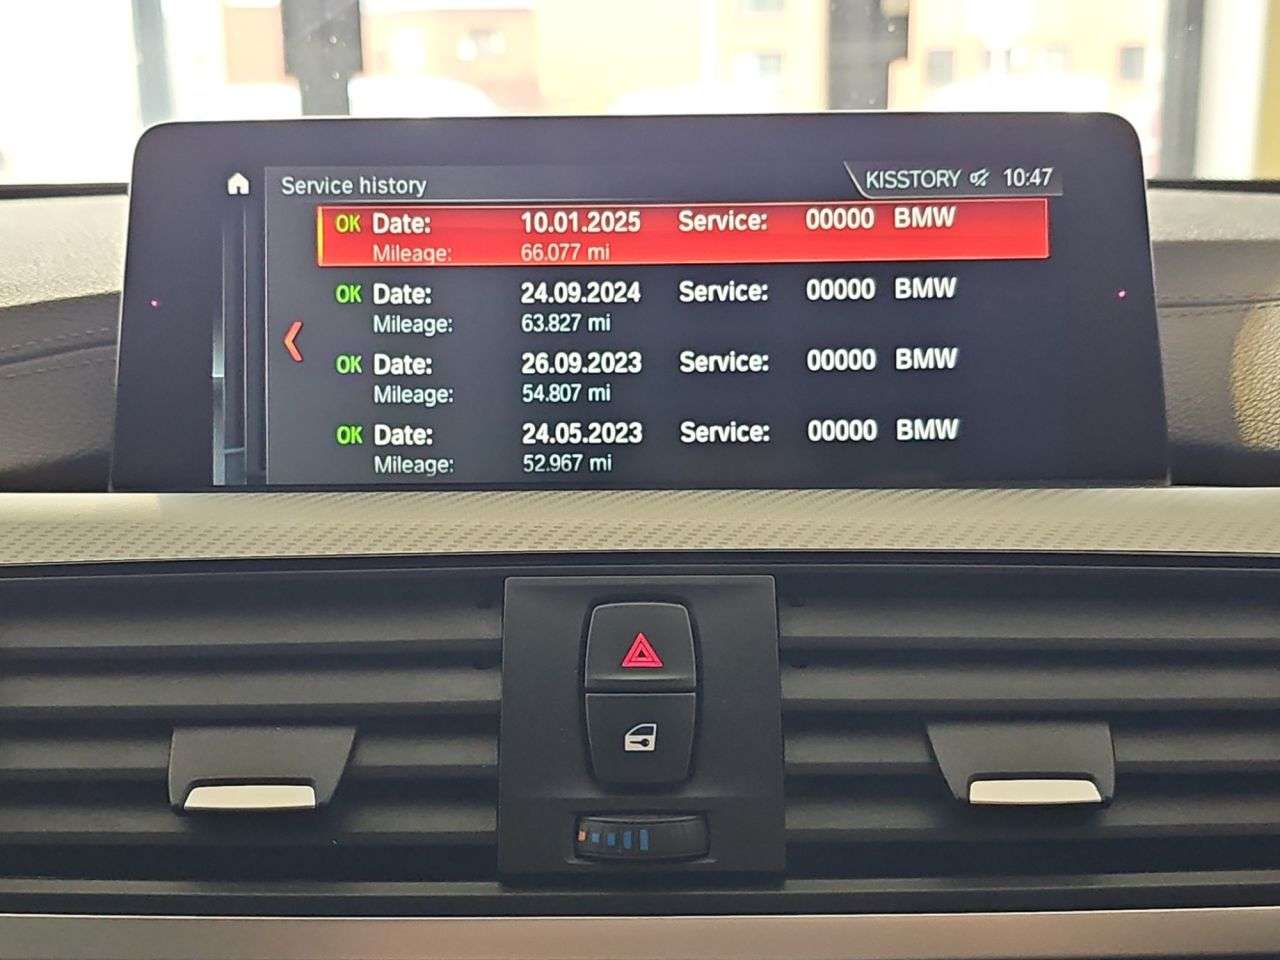 Service history KISSTORY 10:47
OK Date: 10.01.2025 Service: 00000 BMW
Mileage: 66.077 mi
OK Date: 24.09.2024 Service: 00000 BMW
Mileage: 63.827 mi
OK Date: 26.09.2023 Service: 00000 BMW
Mileage: 54.807 mi
OK Date: 24.05.2023 Service: 00000 BMW
Mileage: 52.967 mi